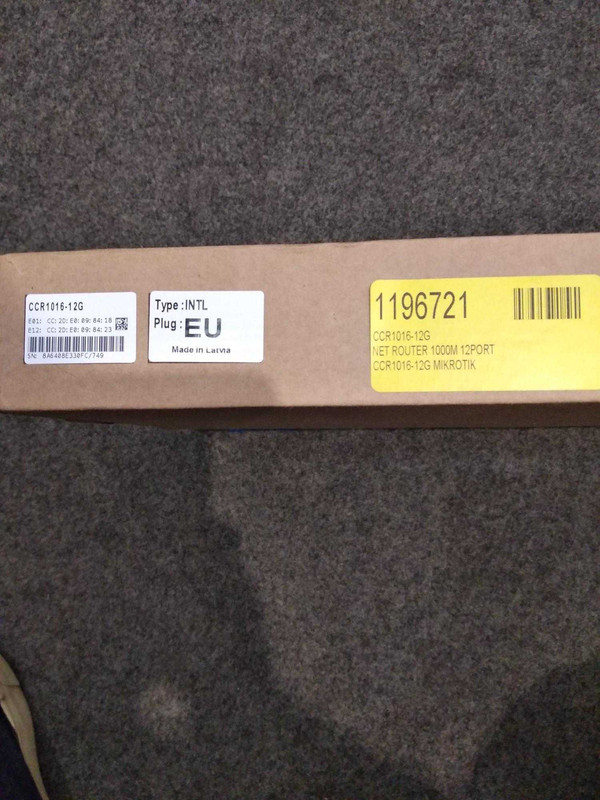 CCR1016-12G
E01: CC:2D:E0:09:84:18
E12: CC:2D:E0:09:84:23
SN: 8A6408E330FC/749
Type :INTL
Plug : EU
Made in Latvia
1196721
CCR1016-12G
NET ROUTER 1000M 12PORT
CCR1016-12G MIKROTIK